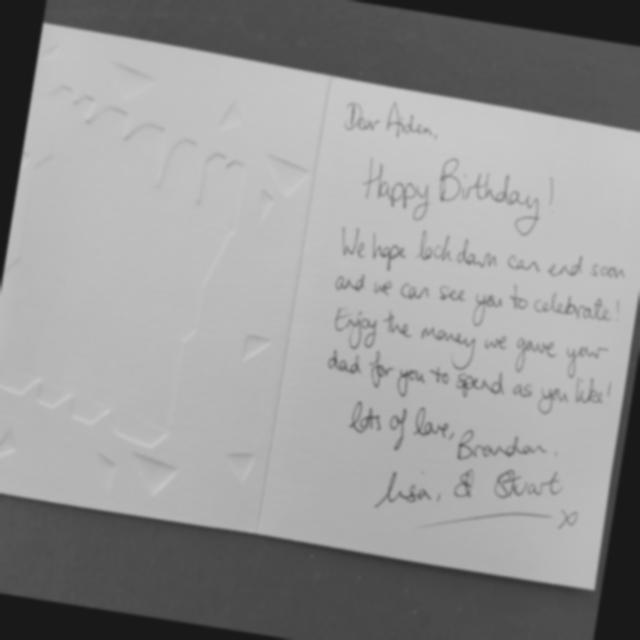 Dear Aiden,
Happy Birthday!
We hope lockdown can end soon
and we can see you to celebrate!
Enjoy the money we gave your
dad for you to spend as you like!
lots of love, Brandon,
Lisa, & Stuart
x